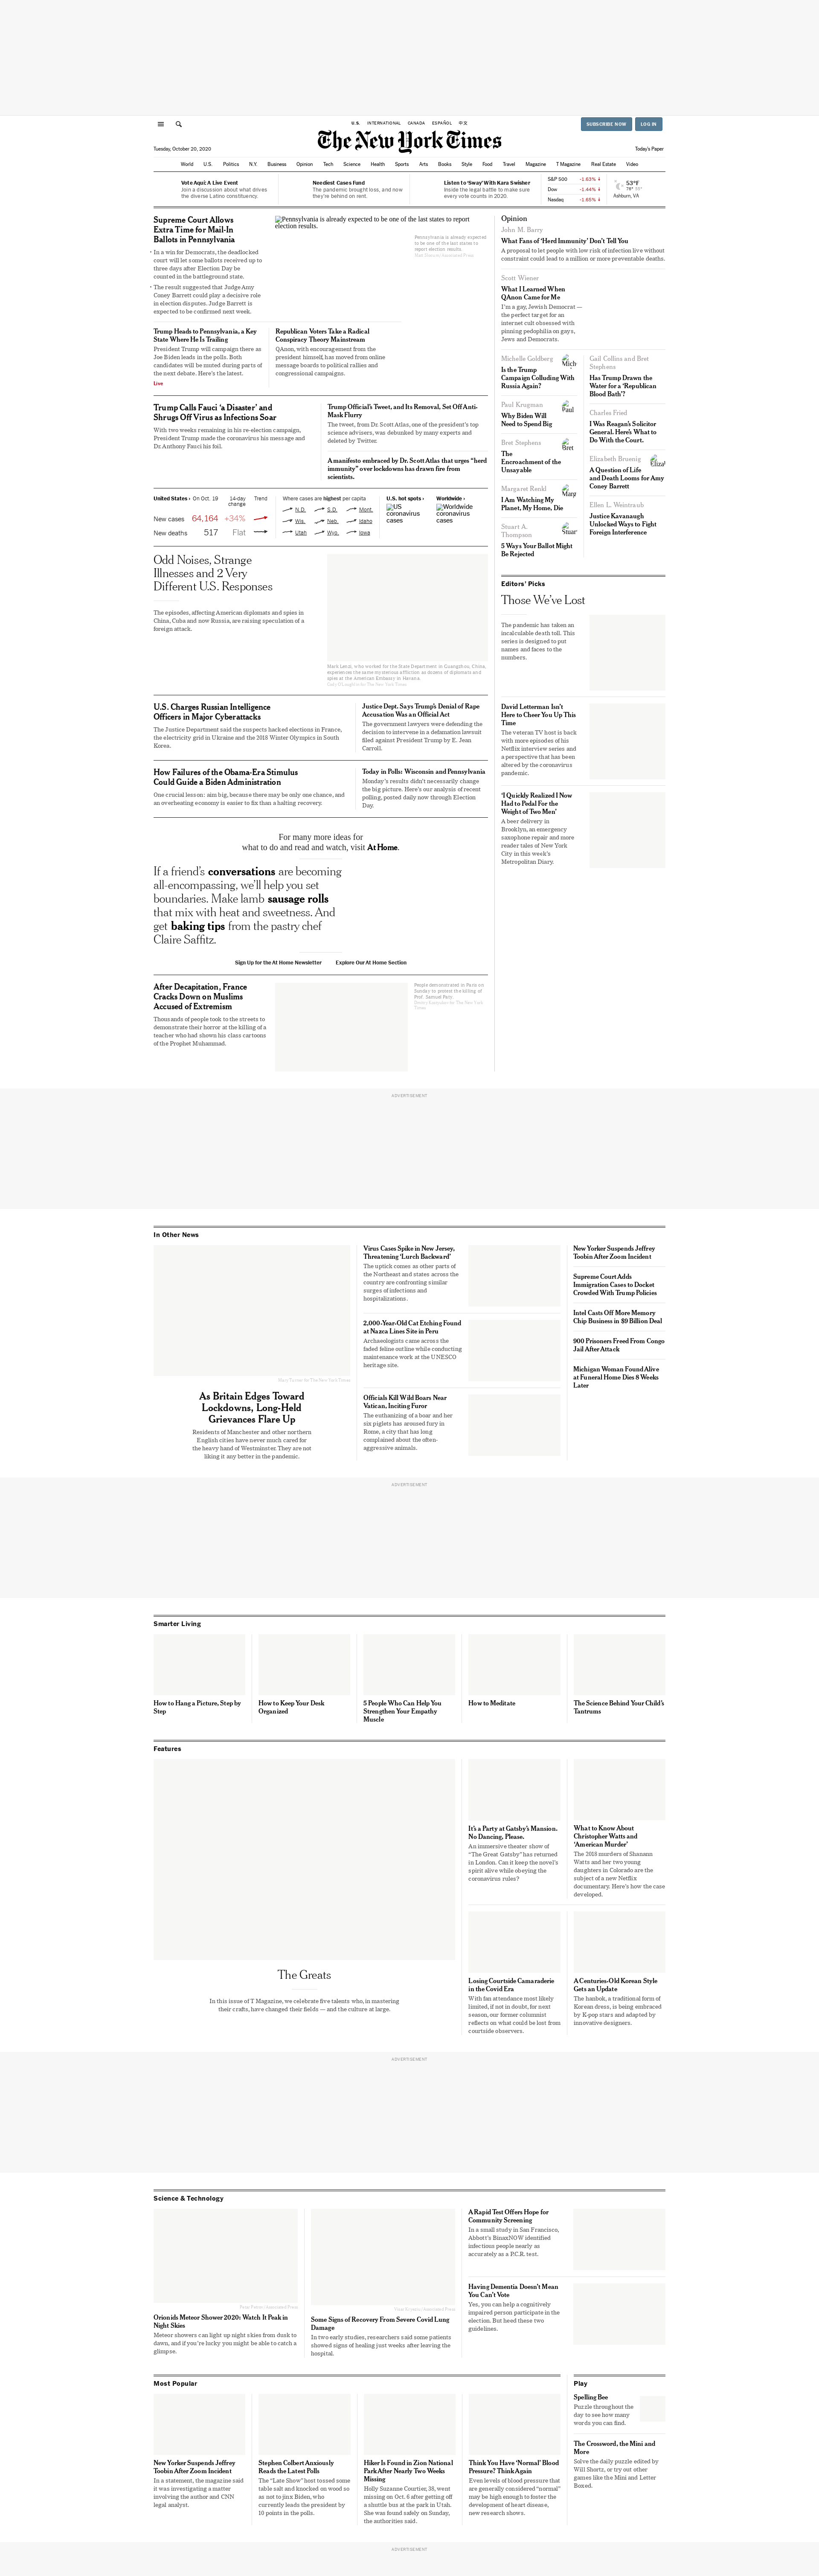 U.S. INTERNATIONAL CANADA ESPAÑOL 中文
SUBSCRIBE NOW LOG IN
The New York Times
Tuesday, October 20, 2020
Today's Paper
World U.S. Politics N.Y. Business Opinion Tech Science Health Sports Arts Books Style Food Travel Magazine T Magazine Real Estate Video
Vote Aquí: A Live Event
Join a discussion about what drives
the diverse Latino constituency.
Neediest Cases Fund
The pandemic brought loss, and now
they're behind on rent.
Listen to 'Sway' With Kara Swisher
Inside the legal battle to make sure
every vote counts in 2020.
S&P 500 -1.63% ↓
Dow -1.44% ↓
Nasdaq -1.65% ↓
53°F
Ashburn, VA
Supreme Court Allows
Extra Time for Mail-In
Ballots in Pennsylvania
• In a win for Democrats, the deadlocked
court will let some ballots received up to
three days after Election Day be
counted in the battleground state.
• The result suggested that Judge Amy
Coney Barrett could play a decisive role
in election disputes. Judge Barrett is
expected to be confirmed next week.
Pennsylvania is already expected to be one of the last states to report
election results.
Pennsylvania is already expected
to be one of the last states to
report election results.
Trump Heads to Pennsylvania, a Key
State Where He Is Trailing
President Trump will campaign there as
Joe Biden leads in the polls. Both
candidates will be muted during parts of
the next debate. Here's the latest.
Live
Republican Voters Take a Radical
Conspiracy Theory Mainstream
QAnon, with encouragement from the
president himself, has moved from online
message boards to political rallies and
congressional campaigns.
Trump Calls Fauci 'a Disaster' and
Shrugs Off Virus as Infections Soar
With two weeks remaining in his re-election campaign,
President Trump made the coronavirus his message and
Dr. Anthony Fauci his foil.
Trump Official's Tweet, and Its Removal, Set Off Anti-
Mask Flurry
The tweet, from Dr. Scott Atlas, one of the president's top
science advisers, was debunked by many experts and
deleted by Twitter.
A manifesto embraced by Dr. Scott Atlas that urges "herd
immunity" over lockdowns has drawn fire from
scientists.
United States › On Oct. 19 14-day
change Trend
New cases 64,164 +34%
New deaths 517 Flat
Where cases are highest per capita
N.D. S.D. Mont.
Wis. Neb. Idaho
Utah Wyo. Iowa
U.S. hot spots ›
US
coronavirus
cases
Worldwide ›
Worldwide
coronavirus
cases
Odd Noises, Strange
Illnesses and 2 Very
Different U.S. Responses
The episodes, affecting American diplomats and spies in
China, Cuba and now Russia, are raising speculation of a
foreign attack.
Mark Lenzi, who worked for the State Department in Guangzhou, China,
experiences the same mysterious affliction as dozens of diplomats and
spies at the American Embassy in Havana.
U.S. Charges Russian Intelligence
Officers in Major Cyberattacks
The Justice Department said the suspects hacked elections in France,
the electricity grid in Ukraine and the 2018 Winter Olympics in South
Korea.
Justice Dept. Says Trump's Denial of Rape
Accusation Was an Official Act
The government lawyers were defending the
decision to intervene in a defamation lawsuit
filed against President Trump by E. Jean
Carroll.
How Failures of the Obama-Era Stimulus
Could Guide a Biden Administration
One crucial lesson: aim big, because there may be only one chance, and
an overheating economy is easier to fix than a halting recovery.
Today in Polls: Wisconsin and Pennsylvania
Monday's results didn't necessarily change
the big picture. Here's our analysis of recent
polling, posted daily now through Election
Day.
For many more ideas for
what to do and read and watch, visit At Home.
If a friend's conversations are becoming
all-encompassing, we'll help you set
boundaries. Make lamb sausage rolls
that mix with heat and sweetness. And
get baking tips from the pastry chef
Claire Saffitz.
Sign Up for the At Home Newsletter Explore Our At Home Section
After Decapitation, France
Cracks Down on Muslims
Accused of Extremism
Thousands of people took to the streets to
demonstrate their horror at the killing of a
teacher who had shown his class cartoons
of the Prophet Muhammad.
People demonstrated in Paris on
Sunday to protest the killing of
Prof. Samuel Paty.
Opinion
John M. Barry
What Fans of 'Herd Immunity' Don't Tell You
A proposal to let people with low risk of infection live without
constraint could lead to a million or more preventable deaths.
Scott Wiener
What I Learned When
QAnon Came for Me
I'm a gay, Jewish Democrat —
the perfect target for an
internet cult obsessed with
pinning pedophilia on gays,
Jews and Democrats.
Michelle Goldberg
Is the Trump
Campaign Colluding With
Russia Again?
Paul Krugman
Why Biden Will
Need to Spend Big
Bret Stephens
The
Encroachment of the
Unsayable
Margaret Renkl
I Am Watching My
Planet, My Home, Die
Stuart A.
Thompson
5 Ways Your Ballot Might
Be Rejected
Gail Collins and Bret
Stephens
Has Trump Drawn the
Water for a 'Republican
Blood Bath'?
Charles Fried
I Was Reagan's Solicitor
General. Here's What to
Do With the Court.
Elizabeth Bruenig
A Question of Life
and Death Looms for Amy
Coney Barrett
Ellen L. Weintraub
Justice Kavanaugh
Unlocked Ways to Fight
Foreign Interference
Editors' Picks
Those We've Lost
The pandemic has taken an
incalculable death toll. This
series is designed to put
names and faces to the
numbers.
David Letterman Isn't
Here to Cheer You Up This
Time
The veteran TV host is back
with more episodes of his
Netflix interview series and
a perspective that has been
altered by the coronavirus
pandemic.
'I Quickly Realized I Now
Had to Pedal For the
Weight of Two Men'
A beer delivery in
Brooklyn, an emergency
saxophone repair and more
reader tales of New York
City in this week's
Metropolitan Diary.
ADVERTISEMENT
In Other News
Mary Turner for The New York Times
As Britain Edges Toward
Lockdowns, Long-Held
Grievances Flare Up
Residents of Manchester and other northern
English cities have never much cared for
the heavy hand of Westminster. They are not
liking it any better in the pandemic.
Virus Cases Spike in New Jersey,
Threatening 'Lurch Backward'
The uptick comes as other parts of
the Northeast and states across the
country are confronting similar
surges of infections and
hospitalizations.
2,000-Year-Old Cat Etching Found
at Nazca Lines Site in Peru
Archaeologists came across the
faded feline outline while conducting
maintenance work at the UNESCO
heritage site.
Officials Kill Wild Boars Near
Vatican, Inciting Furor
The euthanizing of a boar and her
six piglets has aroused fury in
Rome, a city that has long
complained about the often-
aggressive animals.
New Yorker Suspends Jeffrey
Toobin After Zoom Incident
Supreme Court Adds
Immigration Cases to Docket
Crowded With Trump Policies
Intel Casts Off More Memory
Chip Business in $9 Billion Deal
900 Prisoners Freed From Congo
Jail After Attack
Michigan Woman Found Alive
at Funeral Home Dies 8 Weeks
Later
ADVERTISEMENT
Smarter Living
How to Hang a Picture, Step by
Step
How to Keep Your Desk
Organized
5 People Who Can Help You
Strengthen Your Empathy
Muscle
How to Meditate
The Science Behind Your Child's
Tantrums
Features
The Greats
In this issue of T Magazine, we celebrate five talents who, in mastering
their crafts, have changed their fields — and the culture at large.
It's a Party at Gatsby's Mansion.
No Dancing, Please.
An immersive theater show of
"The Great Gatsby" has returned
in London. Can it keep the novel's
spirit alive while obeying the
coronavirus rules?
What to Know About
Christopher Watts and
'American Murder'
The 2018 murders of Shanann
Watts and her two young
daughters in Colorado are the
subject of a new Netflix
documentary. Here's how the case
developed.
Losing Courtside Camaraderie
in the Covid Era
With fan attendance most likely
limited, if not in doubt, for next
season, our former columnist
reflects on what could be lost from
courtside observers.
A Centuries-Old Korean Style
Gets an Update
The hanbok, a traditional form of
Korean dress, is being embraced
by K-pop stars and adapted by
innovative designers.
ADVERTISEMENT
Science & Technology
Orionids Meteor Shower 2020: Watch It Peak in
Night Skies
Meteor showers can light up night skies from dusk to
dawn, and if you're lucky you might be able to catch a
glimpse.
Some Signs of Recovery From Severe Covid Lung
Damage
In two early studies, researchers said some patients
showed signs of healing just weeks after leaving the
hospital.
A Rapid Test Offers Hope for
Community Screening
In a small study in San Francisco,
Abbott's BinaxNOW identified
infectious people nearly as
accurately as a P.C.R. test.
Having Dementia Doesn't Mean
You Can't Vote
Yes, you can help a cognitively
impaired person participate in the
election. But heed these two
guidelines.
Most Popular
New Yorker Suspends Jeffrey
Toobin After Zoom Incident
In a statement, the magazine said
it was investigating a matter
involving the author and CNN
legal analyst.
Stephen Colbert Anxiously
Reads the Latest Polls
The "Late Show" host tossed some
table salt and knocked on wood so
as not to jinx Biden, who
currently leads the president by
10 points in the polls.
Hiker Is Found in Zion National
Park After Nearly Two Weeks
Missing
Holly Suzanne Courtier, 38, went
missing on Oct. 6 after getting off
a shuttle bus at the park in Utah.
She was found safely on Sunday,
the authorities said.
Think You Have 'Normal' Blood
Pressure? Think Again
Even levels of blood pressure that
are generally considered "normal"
may be high enough to foster the
development of heart disease,
new research shows.
Play
Spelling Bee
Puzzle throughout the
day to see how many
words you can find.
The Crossword, the Mini and
More
Solve the daily puzzle edited by
Will Shortz, or try out other
games like the Mini and Letter
Boxed.
ADVERTISEMENT